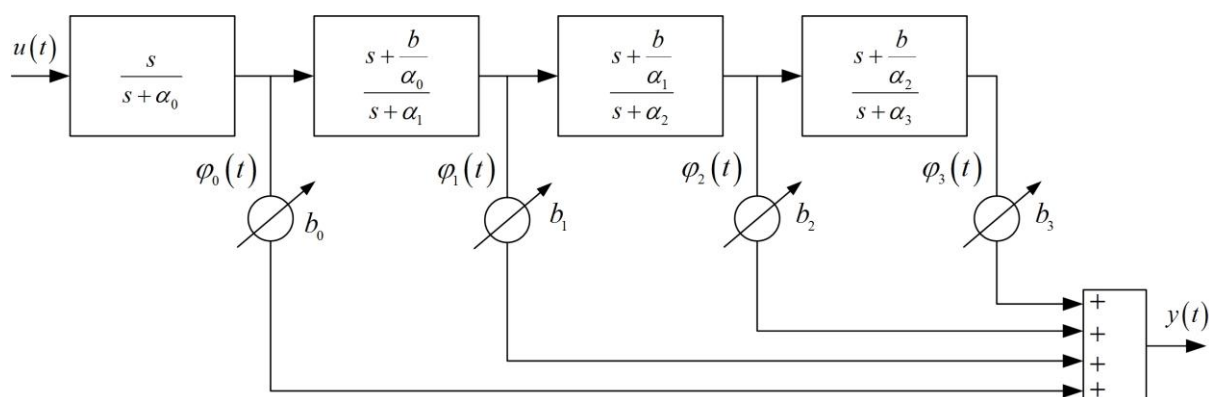 u(t)
s
s + α₀
s + b/α₀
s + α₁
s + b/α₁
s + α₂
s + b/α₂
s + α₃
φ₀(t)
φ₁(t)
φ₂(t)
φ₃(t)
b₀
b₁
b₂
b₃
+
+
+
+
y(t)